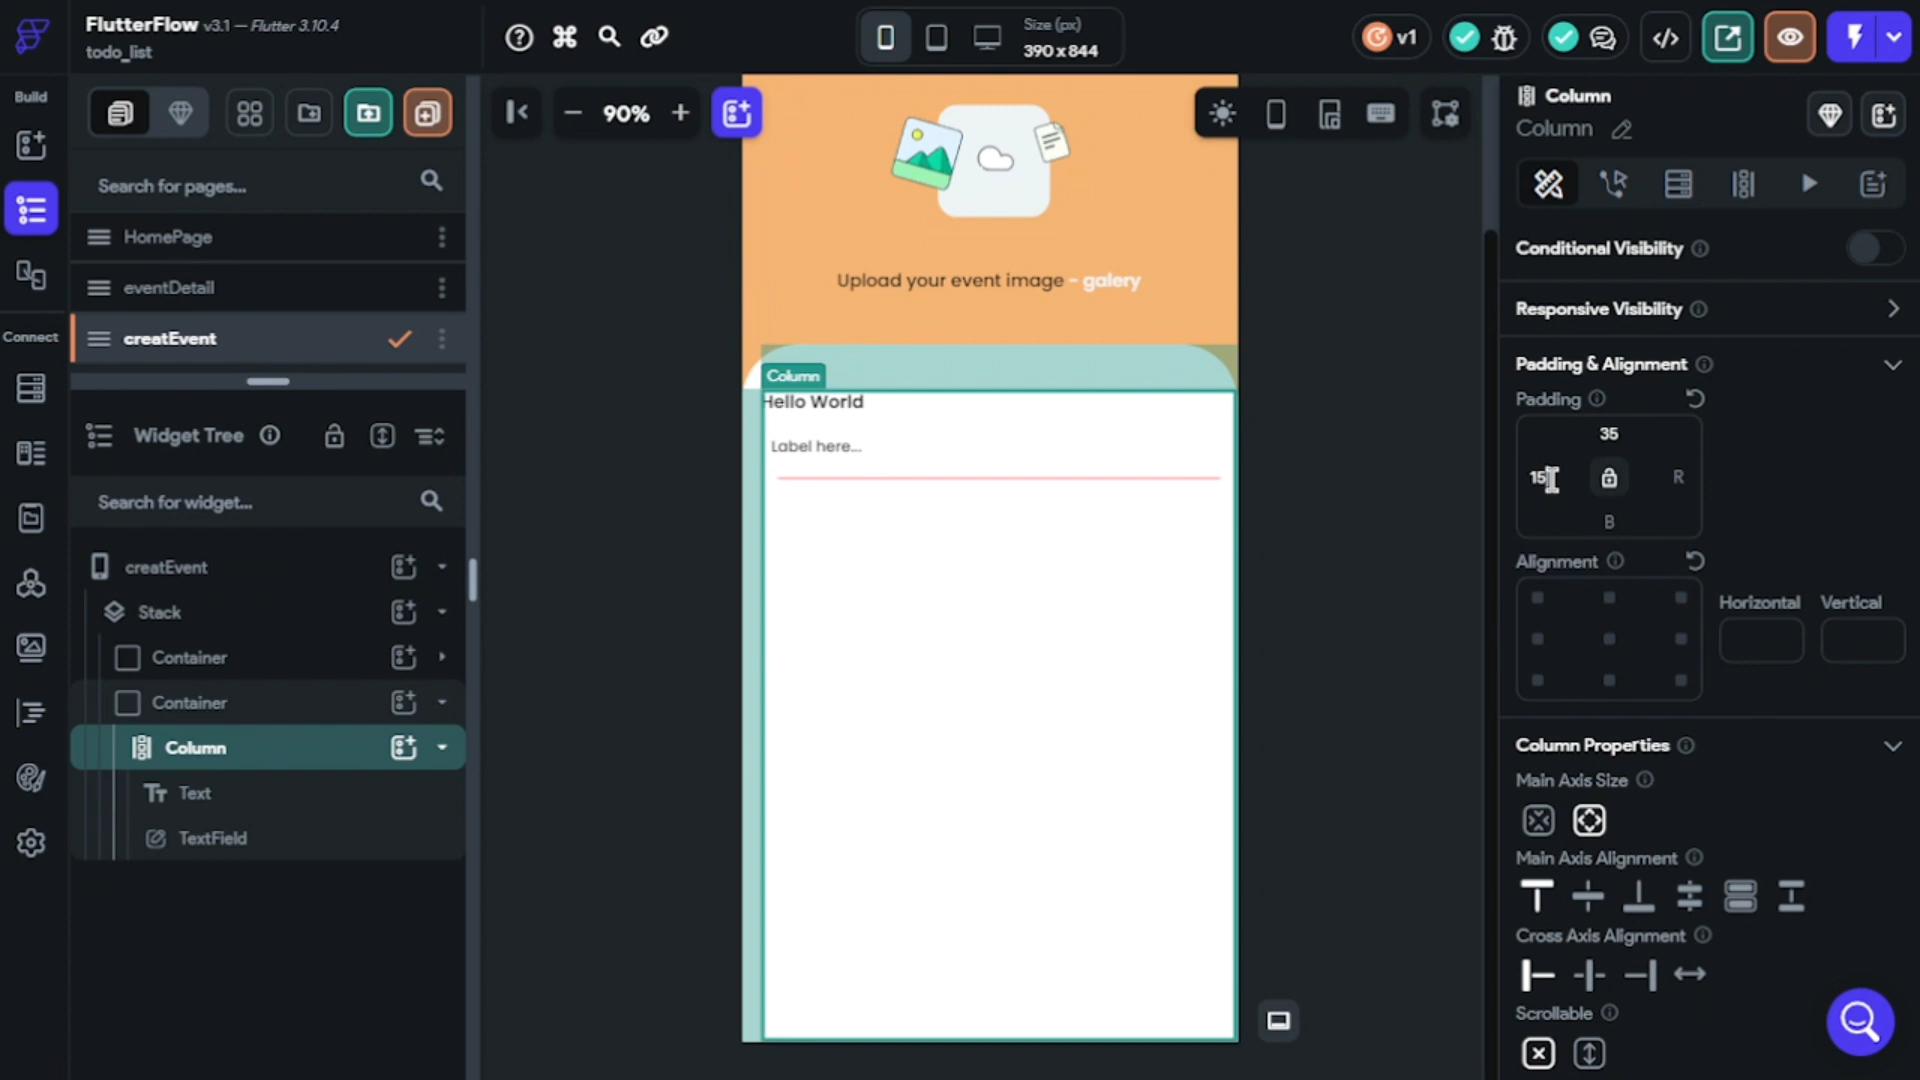 FlutterFlow v3.1 — Flutter 3.10.4
todo_list
Size (px)
390 x 844
v1
Build
Connect
Search for pages...
HomePage
eventDetail
creatEvent
Widget Tree
Search for widget...
creatEvent
Stack
Container
Container
Column
Text
TextField
90%
Upload your event image - galery
Column
Hello World
Label here...
Column
Column
Conditional Visibility
Responsive Visibility
Padding & Alignment
Padding
35
15
R
B
Alignment
Horizontal
Vertical
Column Properties
Main Axis Size
Main Axis Alignment
Cross Axis Alignment
Scrollable